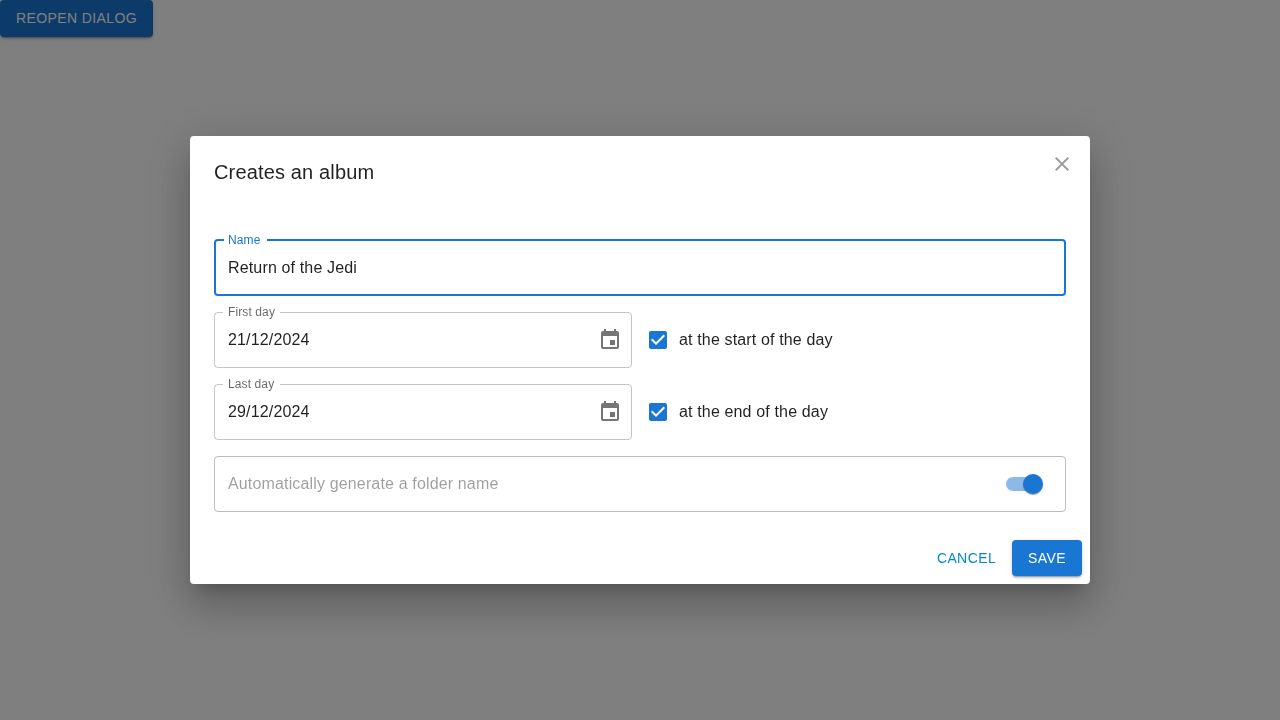 REOPEN DIALOG
Creates an album
Name
Return of the Jedi
First day
21/12/2024
at the start of the day
Last day
29/12/2024
at the end of the day
Automatically generate a folder name
CANCEL
SAVE